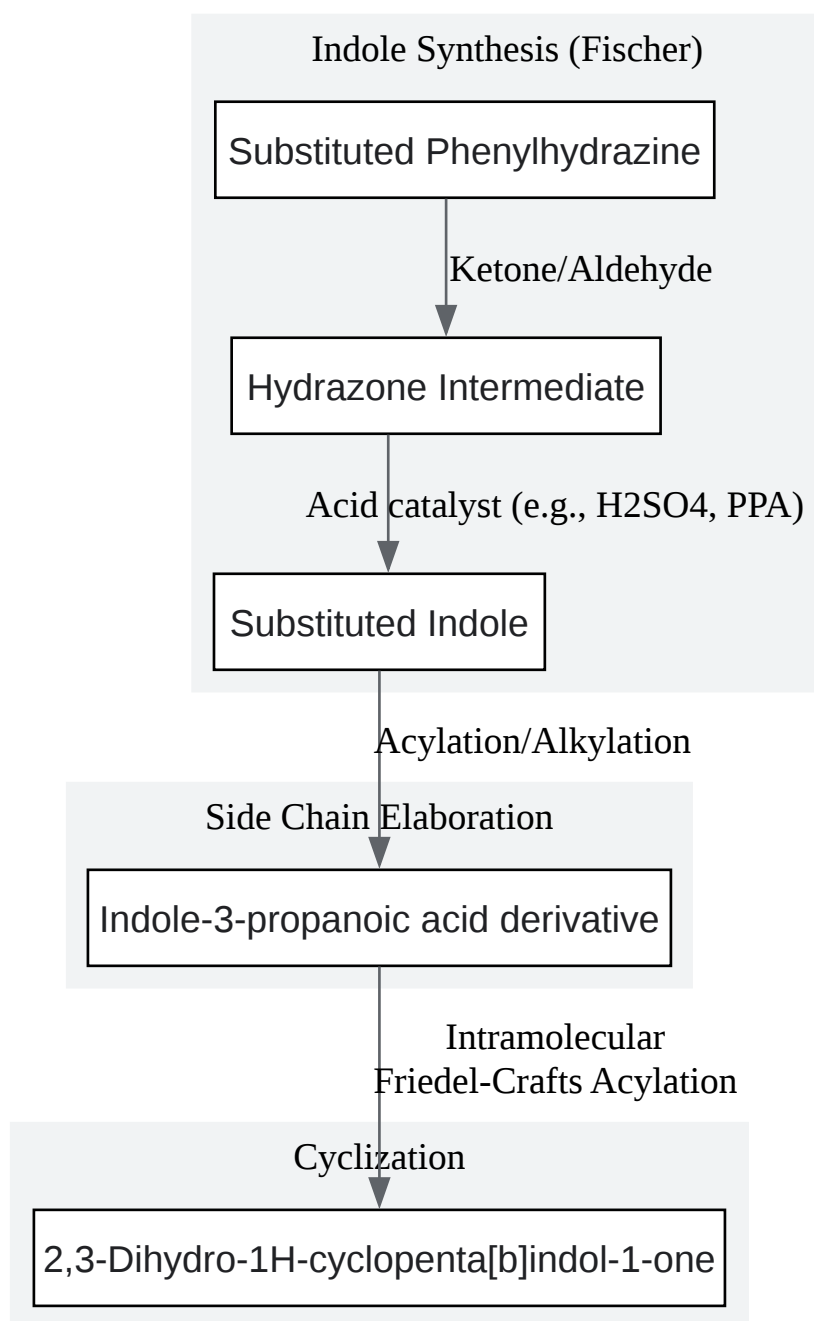 Indole Synthesis (Fischer)
Substituted Phenylhydrazine
Ketone/Aldehyde
Hydrazone Intermediate
Acid catalyst (e.g., H2SO4, PPA)
Substituted Indole
Acylation/Alkylation
Side Chain Elaboration
Indole-3-propanoic acid derivative
Intramolecular
Friedel-Crafts Acylation
Cyclization
2,3-Dihydro-1H-cyclopenta[b]indol-1-one